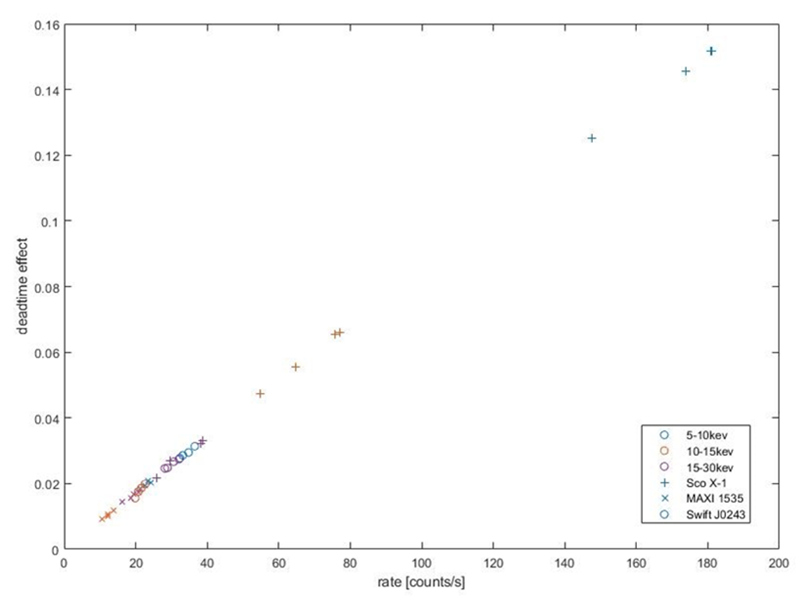 0.16
0.14
0.12
0.1
0.08
0.06
0.04
0.02
0
deadtime effect
0 20 40 60 80 100 120 140 160 180 200
rate [counts/s]
5-10kev
10-15kev
15-30kev
Sco X-1
MAXI 1535
Swift J0243